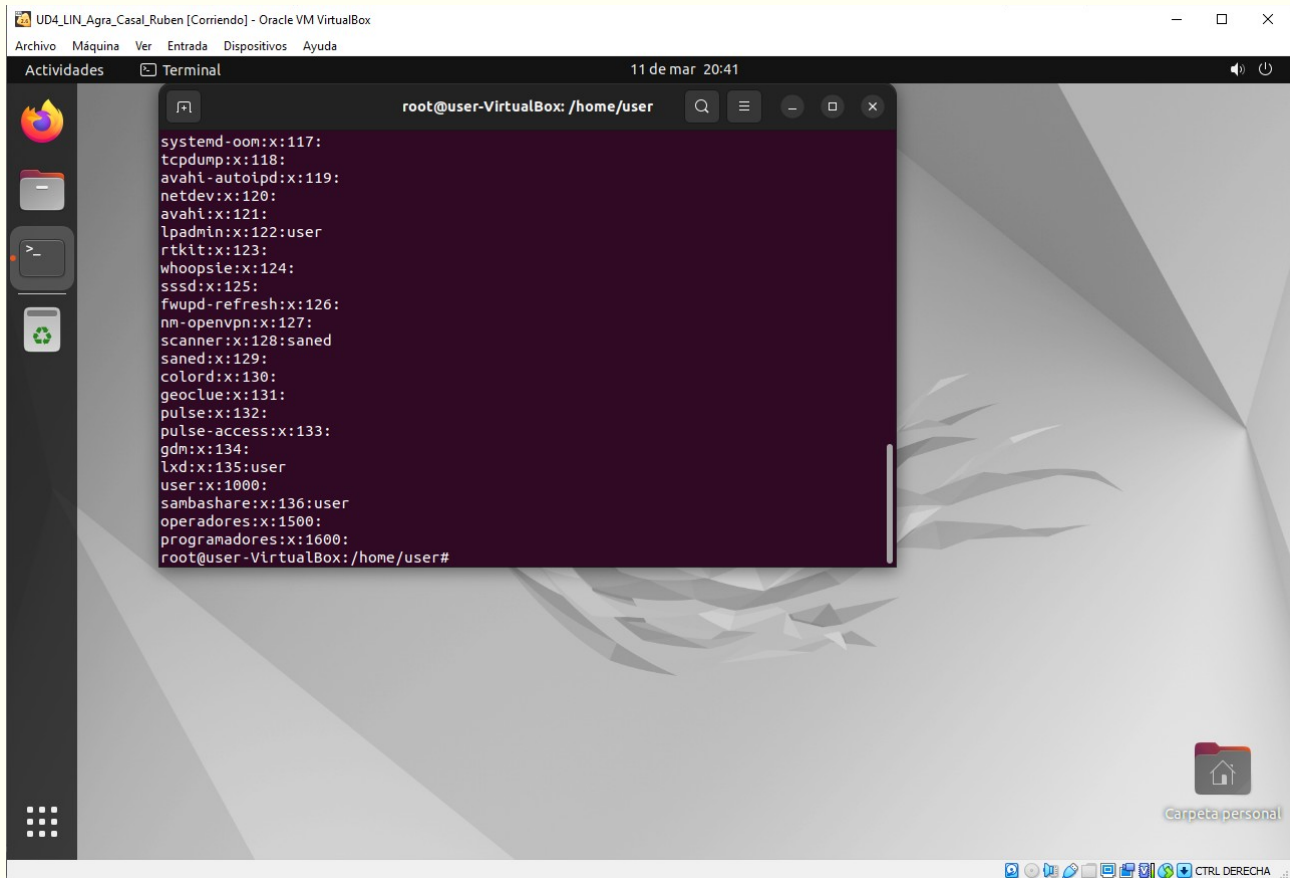 UD4_LIN_Agra_Casal_Ruben [Corriendo] - Oracle VM VirtualBox
Archivo Máquina Ver Entrada Dispositivos Ayuda
Actividades Terminal 11 de mar 20:41
root@user-VirtualBox: /home/user
systemd-oom:x:117:
tcpdump:x:118:
avahi-autoipd:x:119:
netdev:x:120:
avahi:x:121:
lpadmin:x:122:user
rtkit:x:123:
whoopsie:x:124:
sssd:x:125:
fwupd-refresh:x:126:
nm-openvpn:x:127:
scanner:x:128:saned
saned:x:129:
colord:x:130:
geoclue:x:131:
pulse:x:132:
pulse-access:x:133:
gdm:x:134:
lxd:x:135:user
user:x:1000:
sambashare:x:136:user
operadores:x:1500:
programadores:x:1600:
root@user-VirtualBox:/home/user#
Carpeta personal
CTRL DERECHA